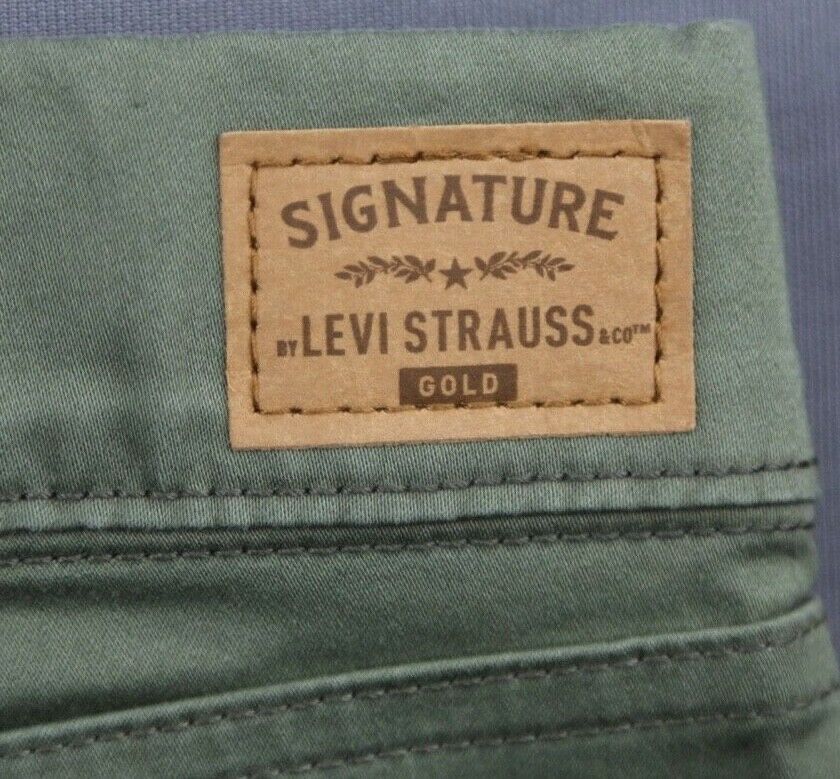 SIGNATURE
BY LEVI STRAUSS & CO™
GOLD